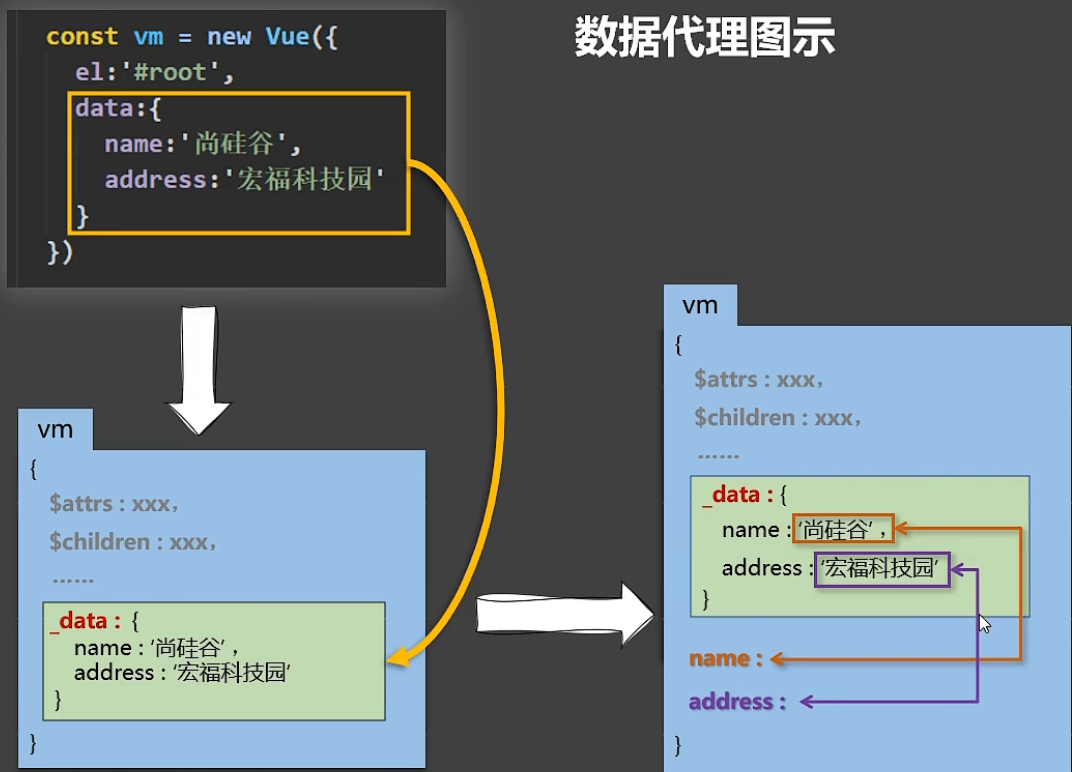 数据代理图示
const vm = new Vue({
el:'#root',
data:{
name:'尚硅谷',
address:'宏福科技园'
}
})
vm
{
$attrs : xxx,
$children : xxx,
......
_data : {
name : '尚硅谷' ,
address : '宏福科技园'
}
}
vm
{
$attrs : xxx,
$children : xxx,
......
_data : {
name : '尚硅谷' ,
address : '宏福科技园'
}
name :
address :
}